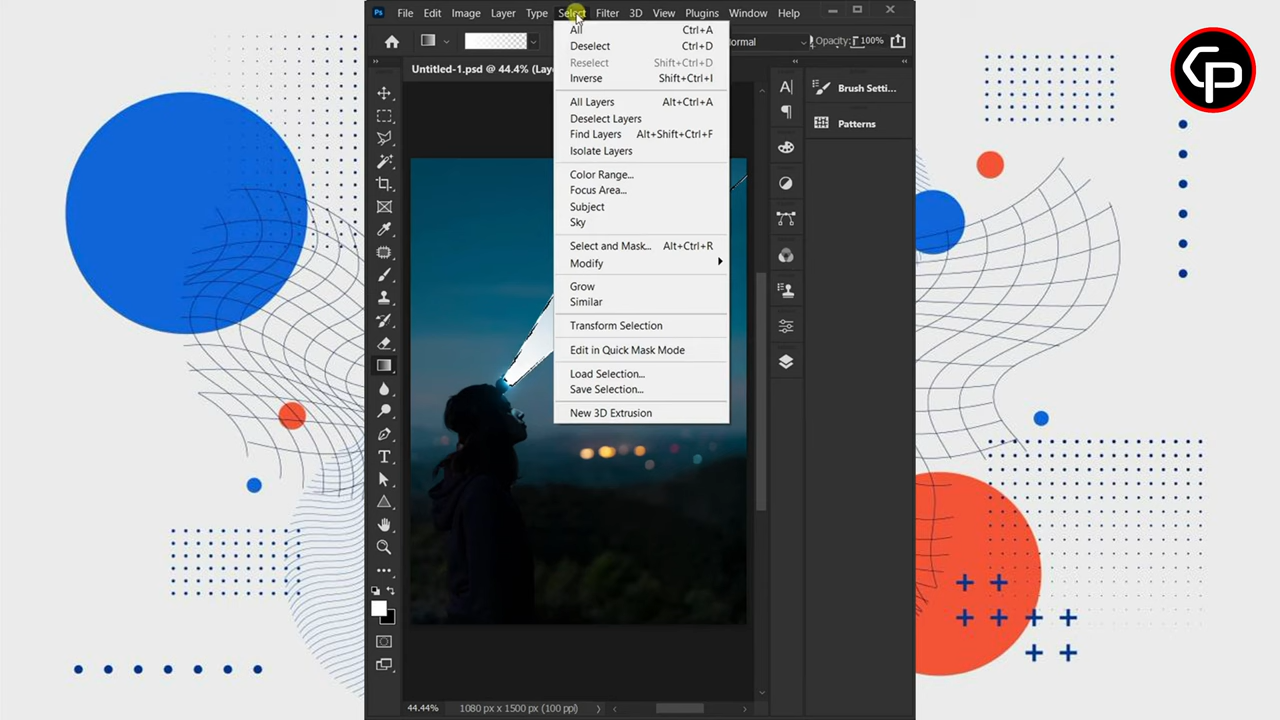 Ps File Edit Image Layer Type Select Filter 3D View Plugins Window Help
ormal Opacity: 100%
Untitled-1.psd @ 44.4% (Laye
All Ctrl+A
Deselect Ctrl+D
Reselect Shift+Ctrl+D
Inverse Shift+Ctrl+I
All Layers Alt+Ctrl+A
Deselect Layers
Find Layers Alt+Shift+Ctrl+F
Isolate Layers
Color Range...
Focus Area...
Subject
Sky
Select and Mask... Alt+Ctrl+R
Modify
Grow
Similar
Transform Selection
Edit in Quick Mask Mode
Load Selection...
Save Selection...
New 3D Extrusion
Brush Setti...
Patterns
44.44% 1080 px x 1500 px (100 pp)
CP